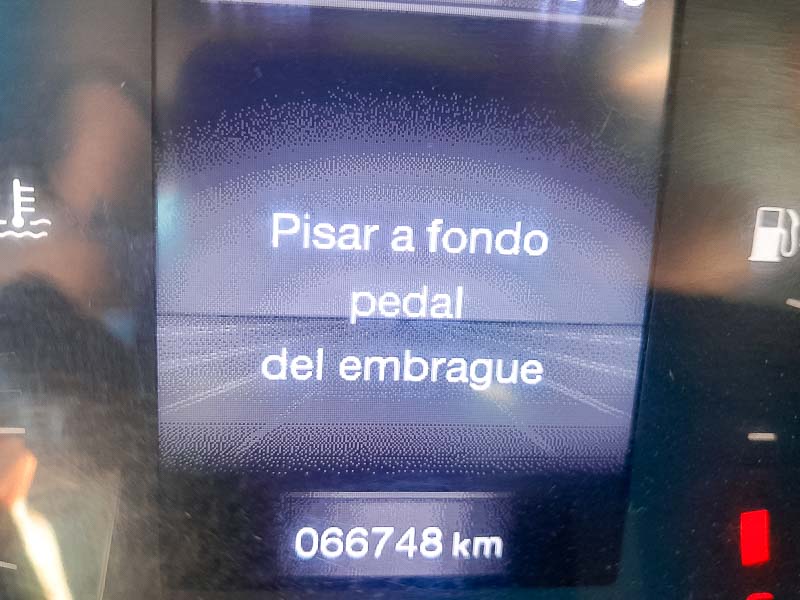 Pisar a fondo
pedal
del embrague
066748 km